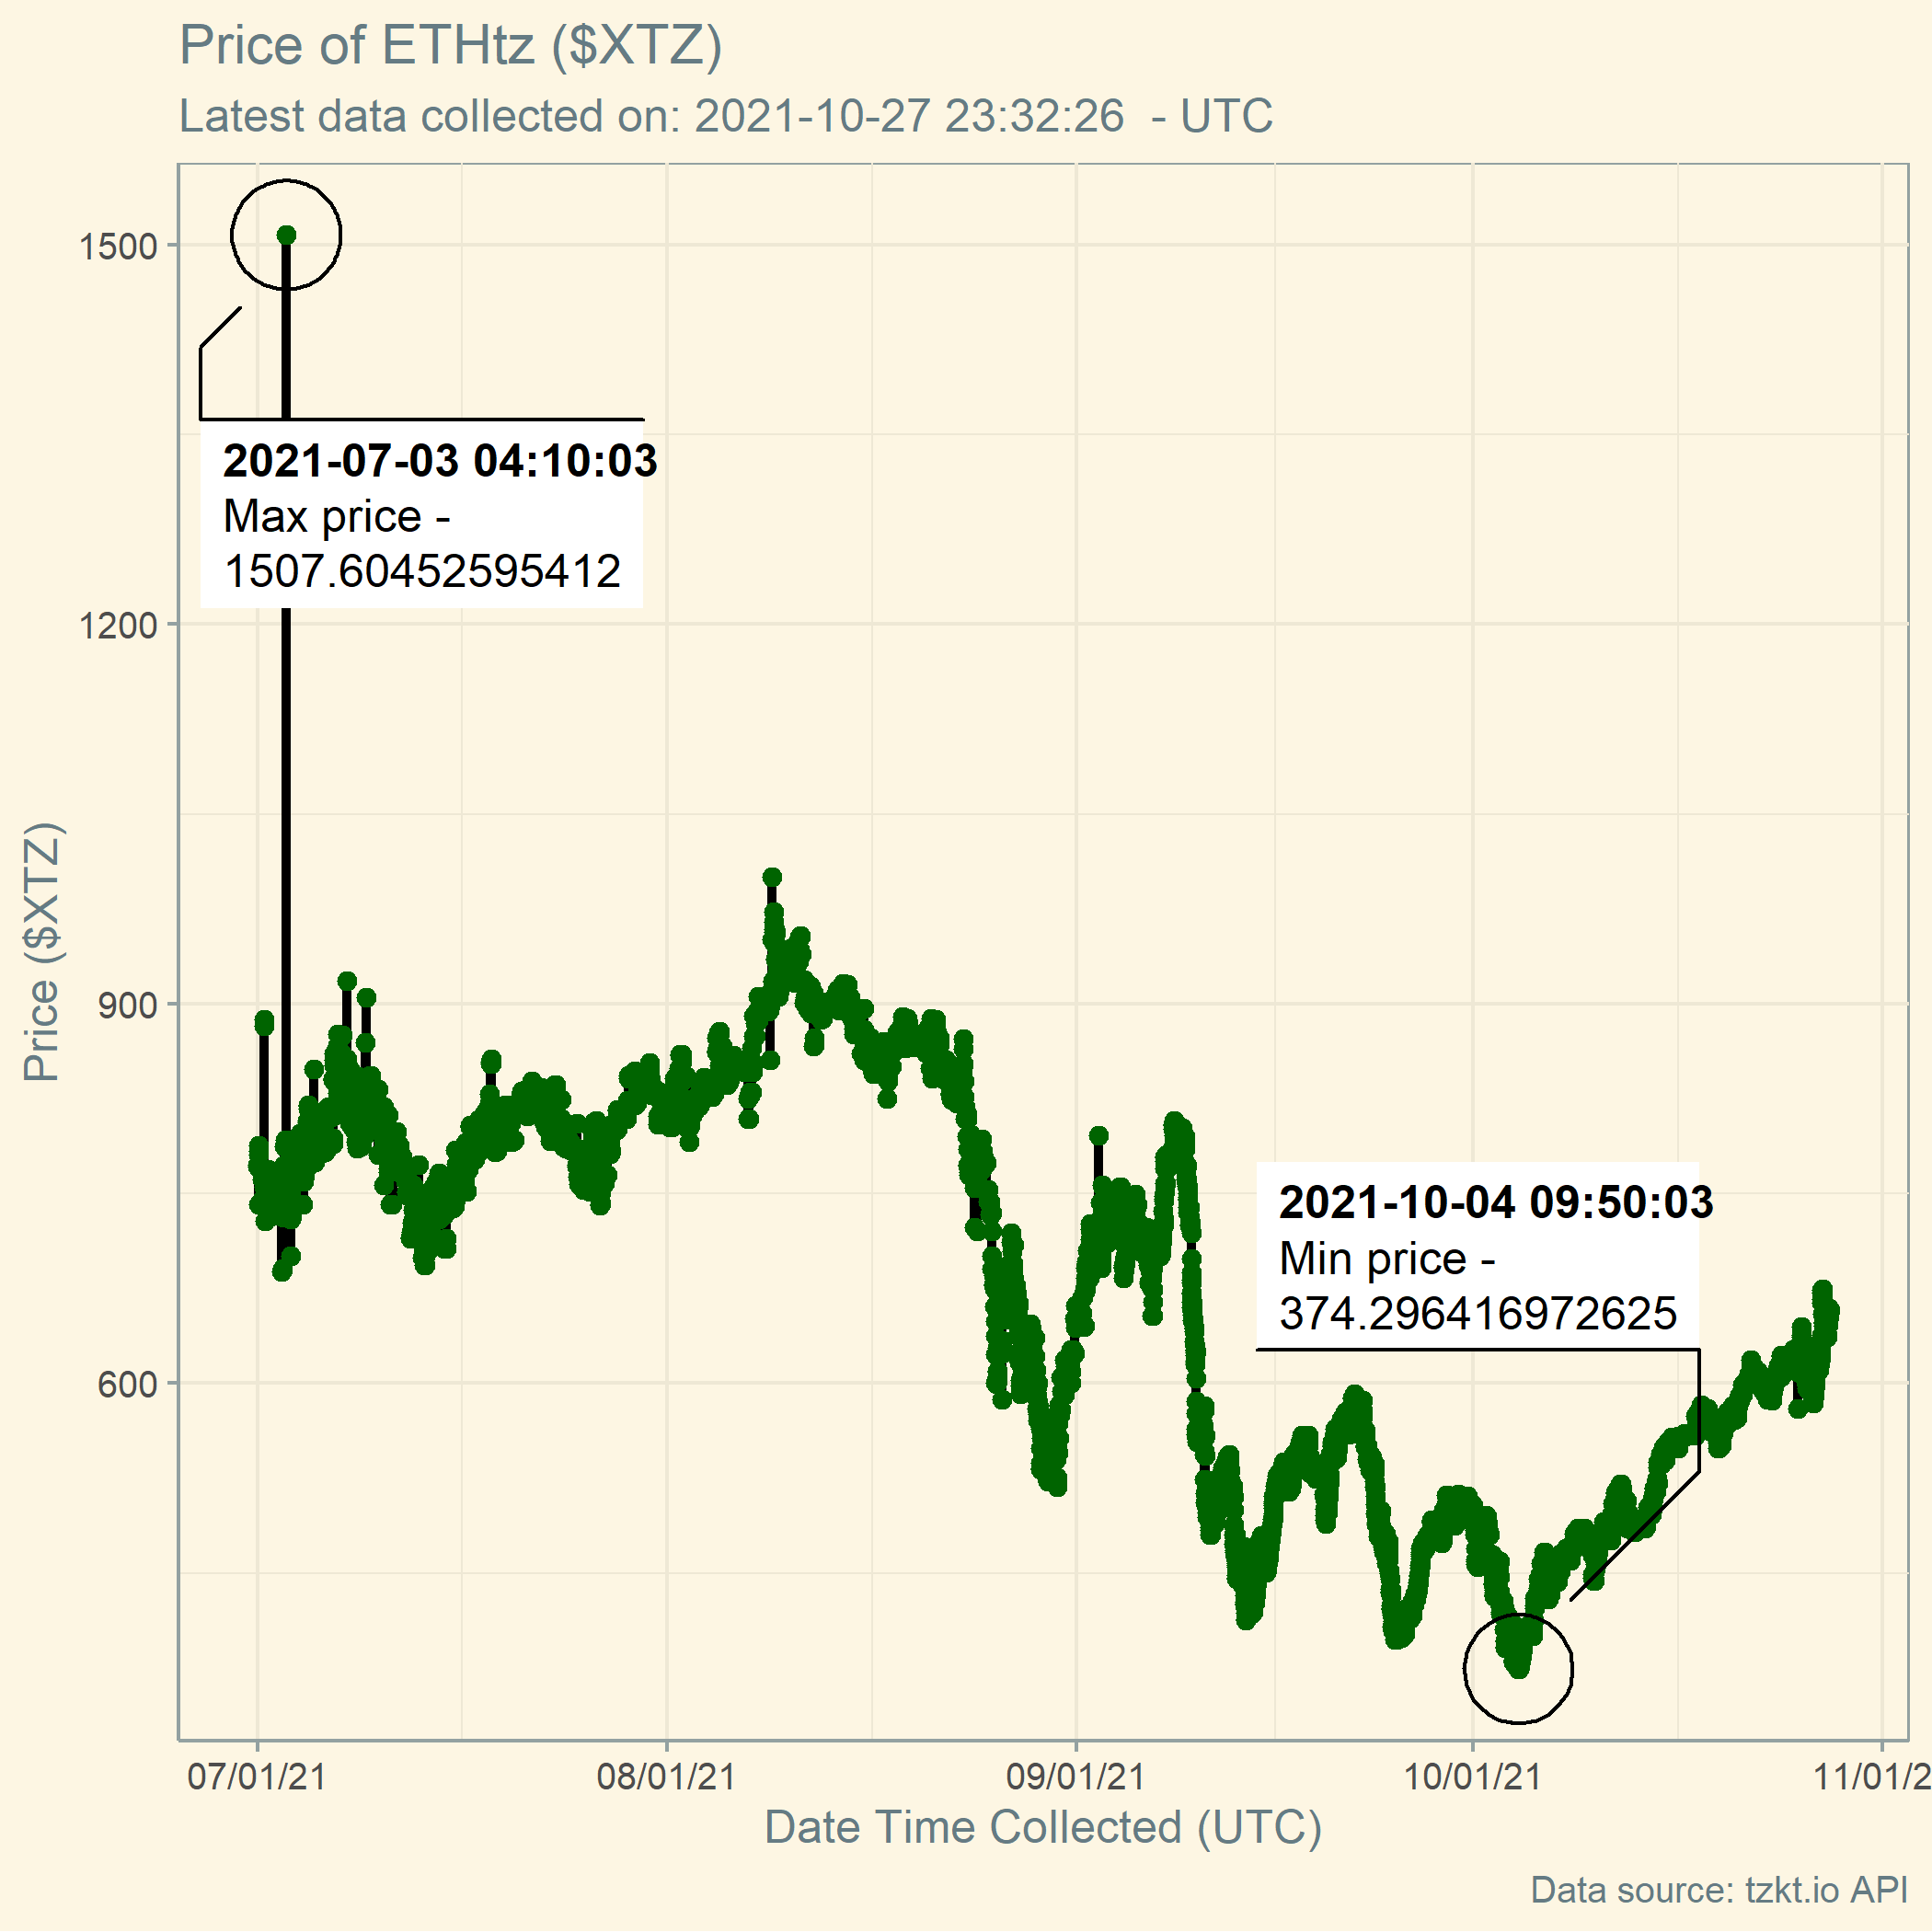 Price of ETHtz ($XTZ)
Latest data collected on: 2021-10-27 23:32:26  - UTC
1500
1200
900
600
Price ($XTZ)
2021-07-03 04:10:03
Max price -
1507.60452595412
2021-10-04 09:50:03
Min price -
374.296416972625
07/01/21
08/01/21
09/01/21
10/01/21
11/01/2
Date Time Collected (UTC)
Data source: tzkt.io API